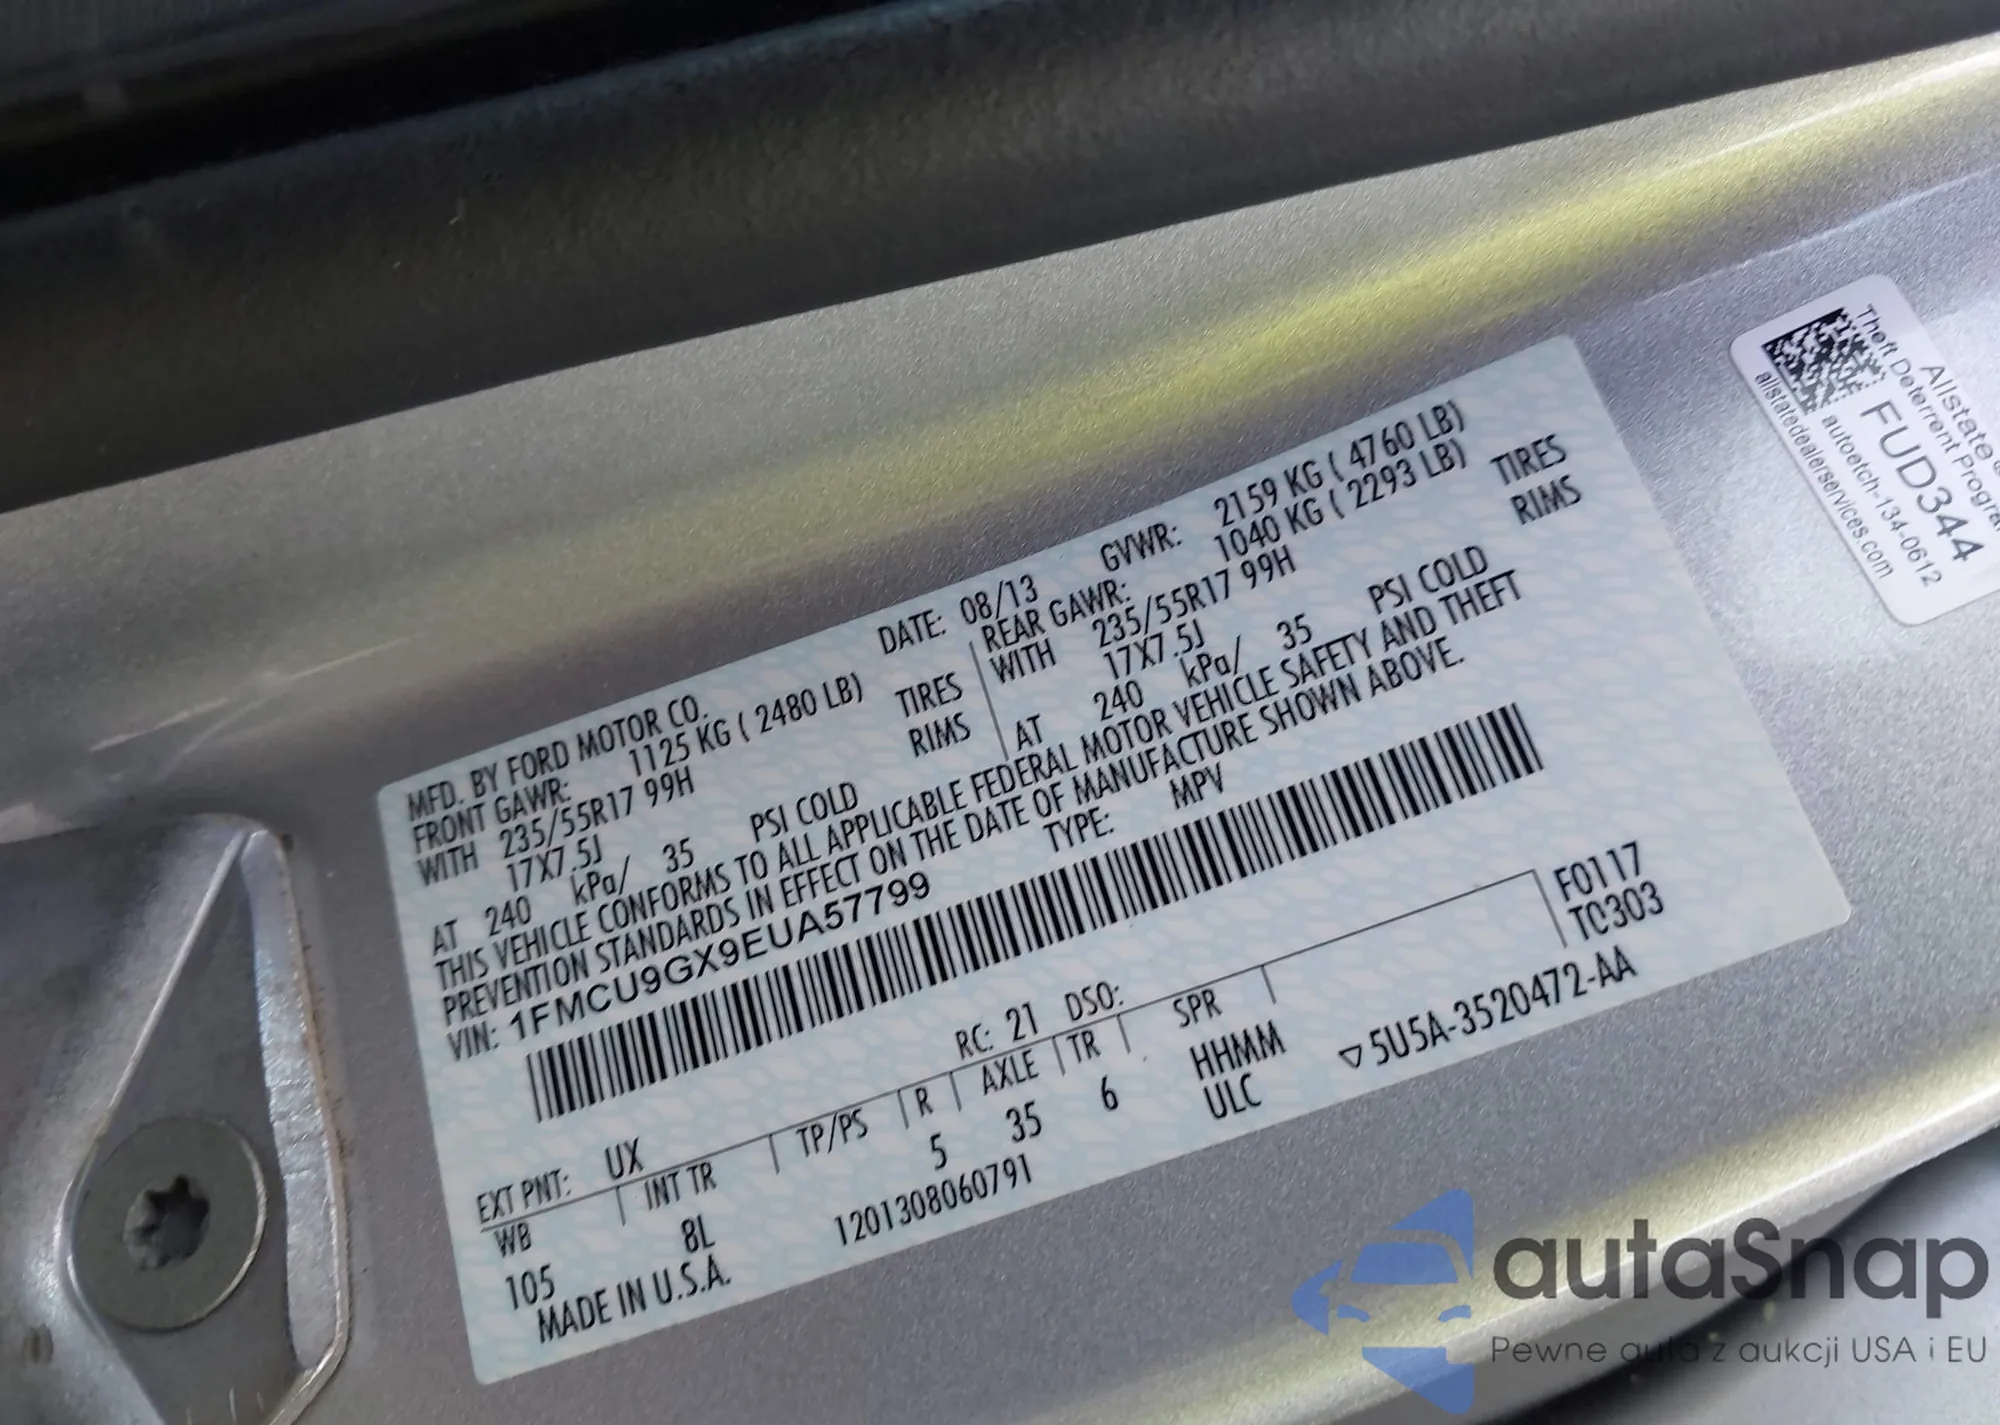 MFD. BY FORD MOTOR CO. DATE: 08/13 GVWR: 2159 KG ( 4760 LB)
FRONT GAWR: 1125 KG ( 2480 LB) REAR GAWR: 1040 KG ( 2293 LB)
WITH 235/55R17 99H TIRES WITH 235/55R17 99H TIRES
17X7.5J RIMS 17X7.5J RIMS
AT 240 kPa/ 35 PSI COLD AT 240 kPa/ 35 PSI COLD
THIS VEHICLE CONFORMS TO ALL APPLICABLE FEDERAL MOTOR VEHICLE SAFETY AND THEFT
PREVENTION STANDARDS IN EFFECT ON THE DATE OF MANUFACTURE SHOWN ABOVE.
VIN: 1FMCU9GX9EUA57799 TYPE: MPV
F0117
TC303
EXT PNT: UX RC: 21 DSO:
WB INT TR TP/PS R AXLE TR SPR
105 8L 5 35 6 HHMM
ULC
MADE IN U.S.A. 1201308060791 ▽5U5A-3520472-AA
Allstate
Theft Deterrent
FUD344
autoetch-134-0612
allstatedealerservices.com
autaSnap
Pewne auta z aukcji USA i EU